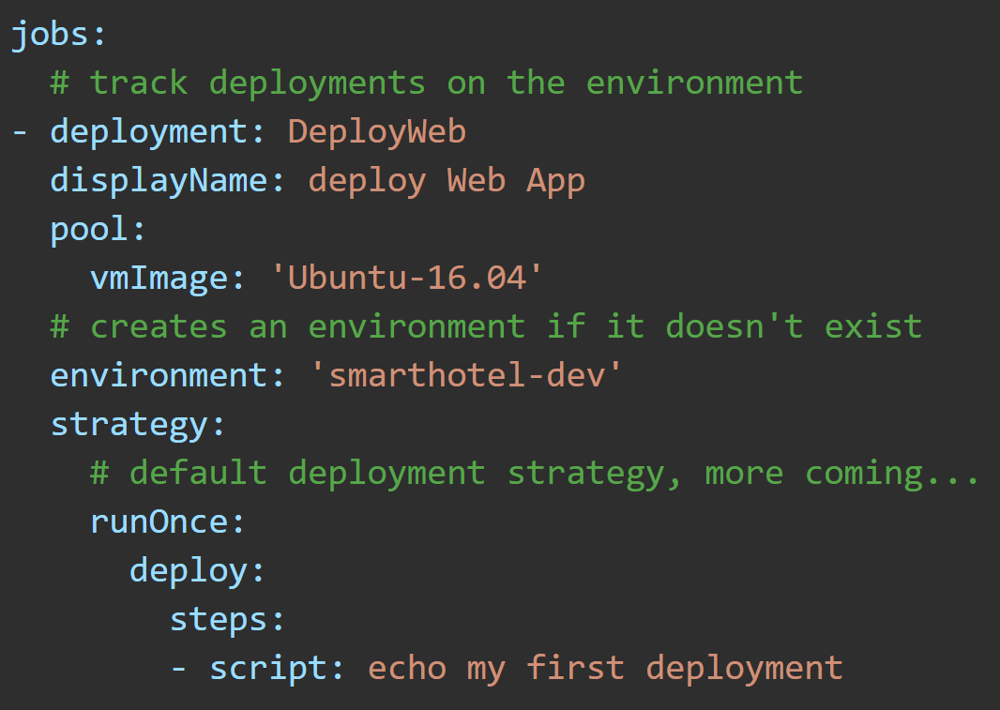 jobs:
  # track deployments on the environment
- deployment: DeployWeb
  displayName: deploy Web App
  pool:
    vmImage: 'Ubuntu-16.04'
  # creates an environment if it doesn't exist
  environment: 'smarthotel-dev'
  strategy:
    # default deployment strategy, more coming...
    runOnce:
      deploy:
        steps:
        - script: echo my first deployment